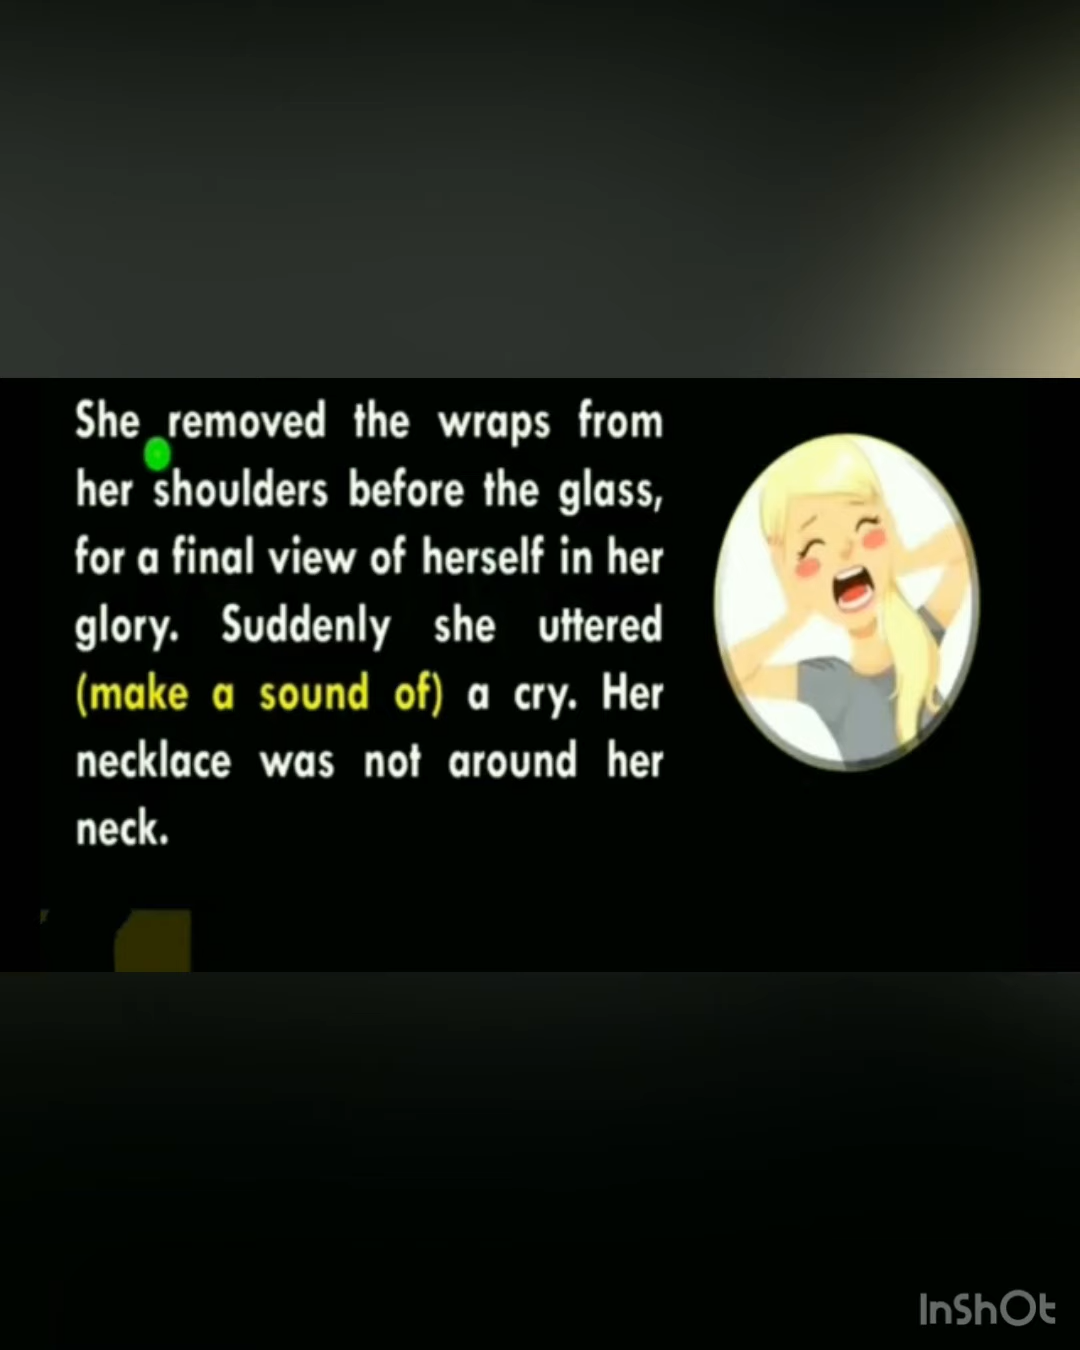 She removed the wraps from
her shoulders before the glass,
for a final view of herself in her
glory. Suddenly she uttered
(make a sound of) a cry. Her
necklace was not around her
neck.
InShOt